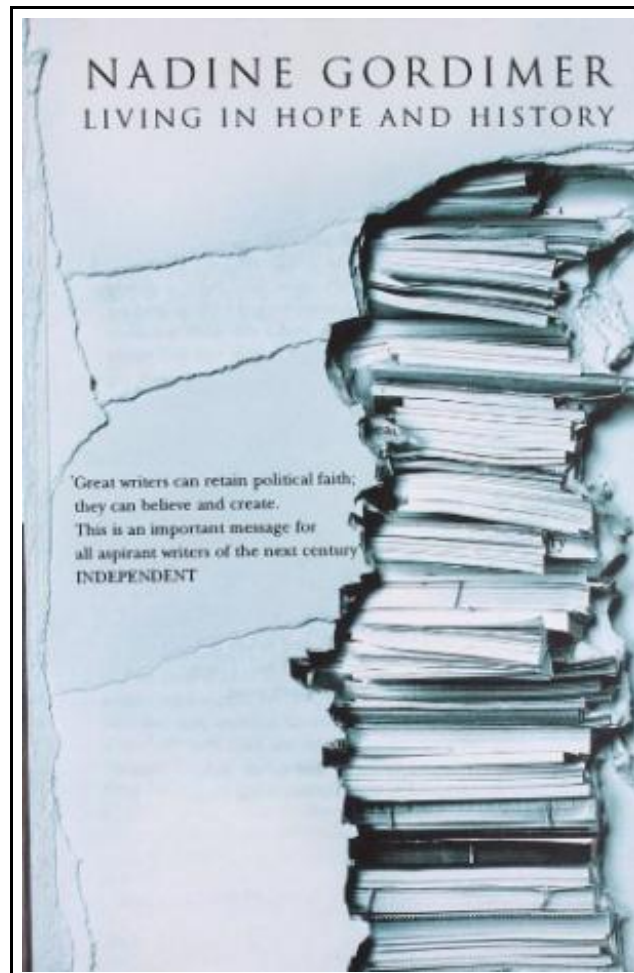 NADINE GORDIMER
LIVING IN HOPE AND HISTORY
'Great writers can retain political faith;
they can believe and create.
This is an important message for
all aspirant writers of the next century'
INDEPENDENT